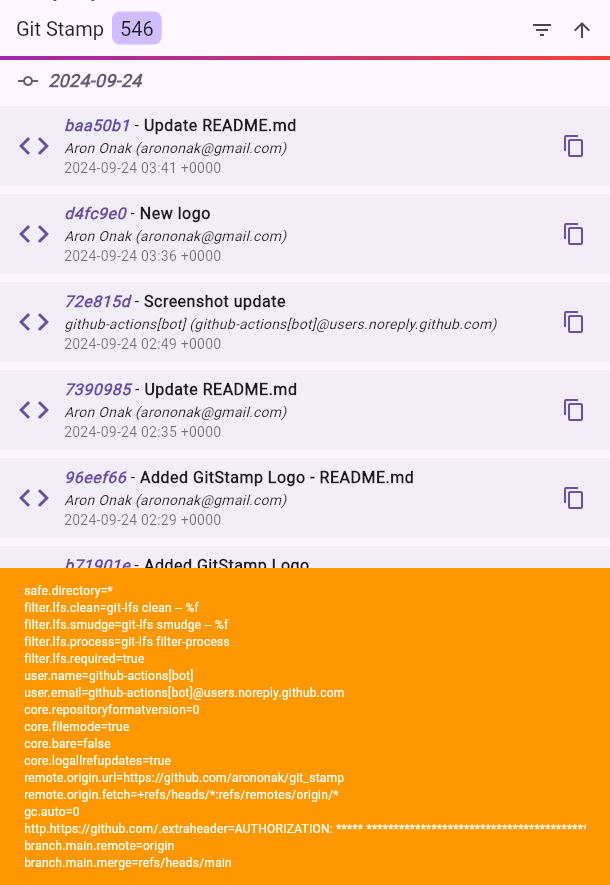 Git Stamp 546
2024-09-24
baa50b1 - Update README.md
Aron Onak (arononak@gmail.com)
2024-09-24 03:41 +0000
d4fc9e0 - New logo
Aron Onak (arononak@gmail.com)
2024-09-24 03:36 +0000
72e815d - Screenshot update
github-actions[bot] (github-actions[bot]@users.noreply.github.com)
2024-09-24 02:49 +0000
7390985 - Update README.md
Aron Onak (arononak@gmail.com)
2024-09-24 02:35 +0000
96eef66 - Added GitStamp Logo - README.md
Aron Onak (arononak@gmail.com)
2024-09-24 02:29 +0000
b71901e - Added GitStamp Logo
safe.directory=*
filter.lfs.clean=git-lfs clean -- %f
filter.lfs.smudge=git-lfs smudge -- %f
filter.lfs.process=git-lfs filter-process
filter.lfs.required=true
user.name=github-actions[bot]
user.email=github-actions[bot]@users.noreply.github.com
core.repositoryformatversion=0
core.filemode=true
core.bare=false
core.logallrefupdates=true
remote.origin.url=https://github.com/arononak/git_stamp
remote.origin.fetch=+refs/heads/*:refs/remotes/origin/*
gc.auto=0
http.https://github.com/.extraheader=AUTHORIZATION: ***** ******************************************
branch.main.remote=origin
branch.main.merge=refs/heads/main